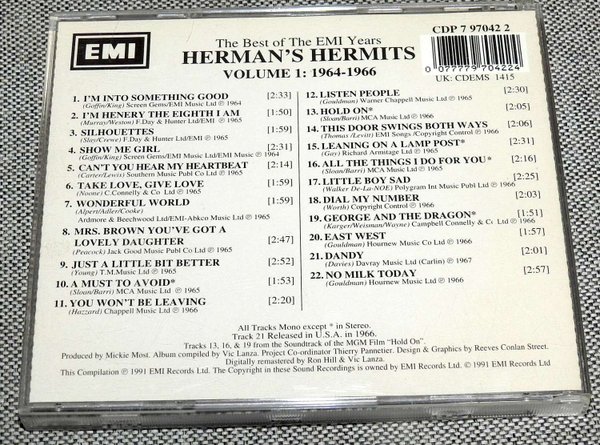 EMI
CDP 7 97042 2
The Best of The EMI Years
HERMAN'S HERMITS
VOLUME 1: 1964-1966
0 077779 704224
UK: CDEMS 1415
1. I'M INTO SOMETHING GOOD [2:33]
(Goffin/King) Screen Gems/EMI Music Ltd ℗ 1964
2. I'M HENERY THE EIGHTH I AM [1:50]
(Murray/Weston) F.Day & Hunter Ltd/EMI ℗ 1965
3. SILHOUETTES [1:59]
(Slay/Crewe) F.Day & Hunter Ltd/EMI ℗ 1965
4. SHOW ME GIRL [2:31]
(Goffin/King) Screen Gems/EMI Music ℗ 1964
5. CAN'T YOU HEAR MY HEARTBEAT [2:14]
(Carter/Lewis) Southern Music Publ Co ℗ 1965
6. TAKE LOVE, GIVE LOVE [1:59]
(Noone) C.Connelly & Co Ltd ℗ 1965
7. WONDERFUL WORLD [1:59]
(Alpert/Adler/Cooke)
Ardmore & Beechwood Ltd/EMI-Abkco Music Ltd ℗ 1965
8. MRS. BROWN YOU'VE GOT A
LOVELY DAUGHTER [2:47]
(Peacock) Jack Good Music Publ Co Ltd ℗ 1965
9. JUST A LITTLE BIT BETTER [2:52]
(Young) T.M.Music Ltd ℗ 1965
10. A MUST TO AVOID* [1:53]
(Sloan/Barri) MCA Music Ltd ℗ 1965
11. YOU WON'T BE LEAVING [2:20]
(Hazzard) Chappell Music Ltd ℗ 1966
12. LISTEN PEOPLE [2:30]
(Gouldman) Warner Chappell Music Ltd ℗ 1965
13. HOLD ON* [2:05]
(Sloan/Barri) MCA Music Ltd ℗ 1966
14. THIS DOOR SWINGS BOTH WAYS [2:06]
(Thomas/Levitt) EMI Songs/Copyright Control ℗ 1966
15. LEANING ON A LAMP POST* [2:31]
(Gay) Richard Armitage Ltd ℗ 1966
16. ALL THE THINGS I DO FOR YOU* [2:16]
(Sloan/Barri) MCA Music Ltd ℗ 1966
17. LITTLE BOY SAD [2:25]
(Walker De-La-NOE) Polygram Int Music Publ Ltd ℗ 1966
18. DIAL MY NUMBER [2:03]
(Worth) Copyright Control ℗ 1966
19. GEORGE AND THE DRAGON* [1:51]
(Karger/Weisman/Wayne) Campbell Connelly & Co Ltd ℗ 1966
20. EAST WEST [5:57]
(Gouldman) Hournew Music Co Ltd ℗ 1966
21. DANDY [2:01]
(Davies) Davray Music Ltd (Carlin) ℗ 1967
22. NO MILK TODAY [2:57]
(Gouldman) Hournew Music Ltd ℗ 1966
All Tracks Mono except * in Stereo.
Track 21 Released in U.S.A. in 1966.
Tracks 13, 16, & 19 from the Soundtrack of the MGM Film "Hold On".
Produced by Mickie Most. Album compiled by Vic Lanza. Project Co-ordinator Thierry Pannetier. Design & Graphics by Reeves Conlan Street.
Digitally remastered by Ron Hill & Vic Lanza.
This Compilation ℗ 1991 EMI Records Ltd. The Copyright in these Sound Recordings is Owned by EMI Records Ltd. © 1991 EMI Records Ltd.